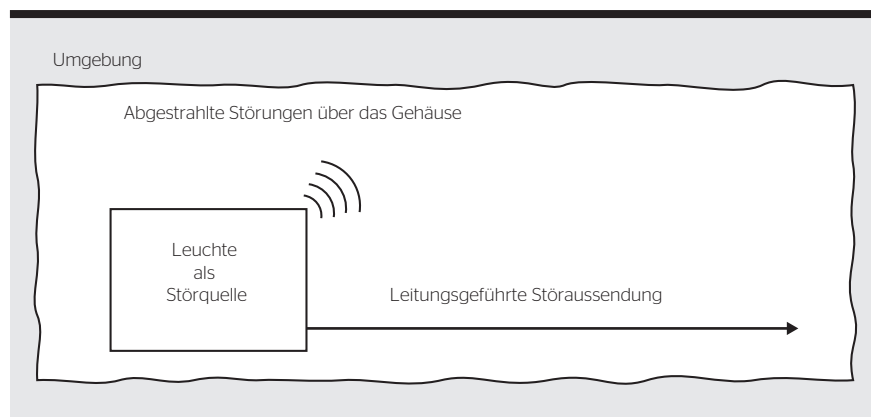 Umgebung
Abgestrahlte Störungen über das Gehäuse
Leuchte
als
Störquelle
Leitungsgeführte Störaussendung